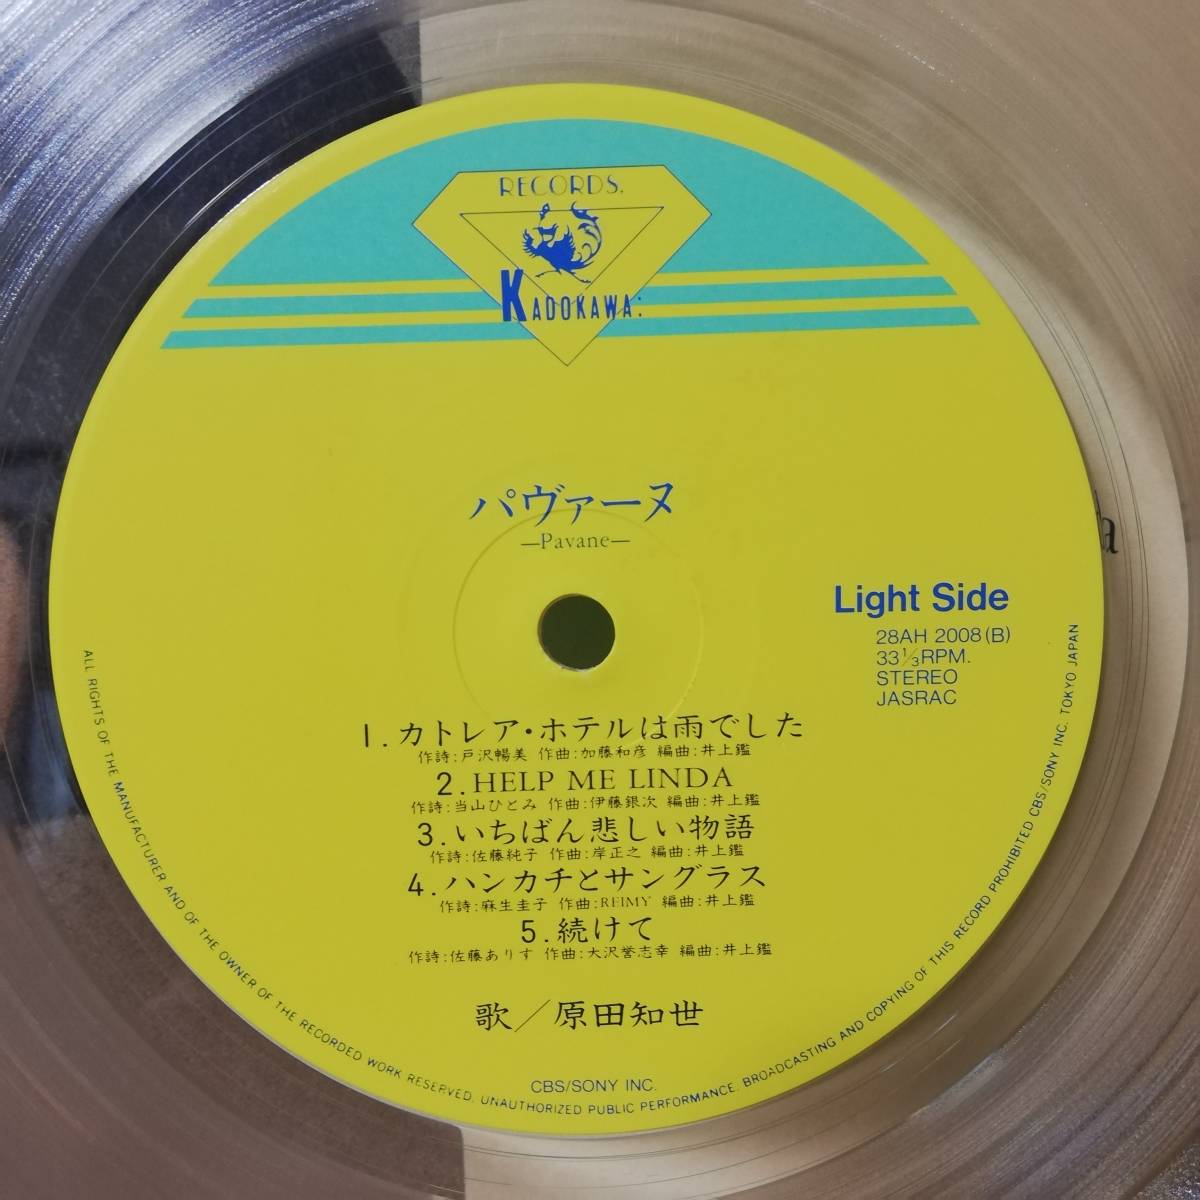 RECORDS.
KADOKAWA:
パヴァーヌ
—Pavane—
Light Side
28AH 2008(B)
33⅓RPM.
STEREO
JASRAC
1.カトレア・ホテルは雨でした
作詩:戸沢暢美 作曲:加藤和彦 編曲:井上鑑
2.HELP ME LINDA
作詩:当山ひとみ 作曲:伊藤銀次 編曲:井上鑑
3.いちばん悲しい物語
作詩:佐藤純子 作曲:岸正之 編曲:井上鑑
4.ハンカチとサングラス
作詩:麻生圭子 作曲:REIMY 編曲:井上鑑
5.続けて
作詩:佐藤ありす 作曲:大沢誉志幸 編曲:井上鑑
歌/原田知世
CBS/SONY INC.
ALL RIGHTS OF THE MANUFACTURER AND OF THE OWNER OF THE RECORDED WORK RESERVED. UNAUTHORIZED PUBLIC PERFORMANCE. BROADCASTING AND COPYING OF THIS RECORD PROHIBITED CBS/SONY INC. TOKYO JAPAN